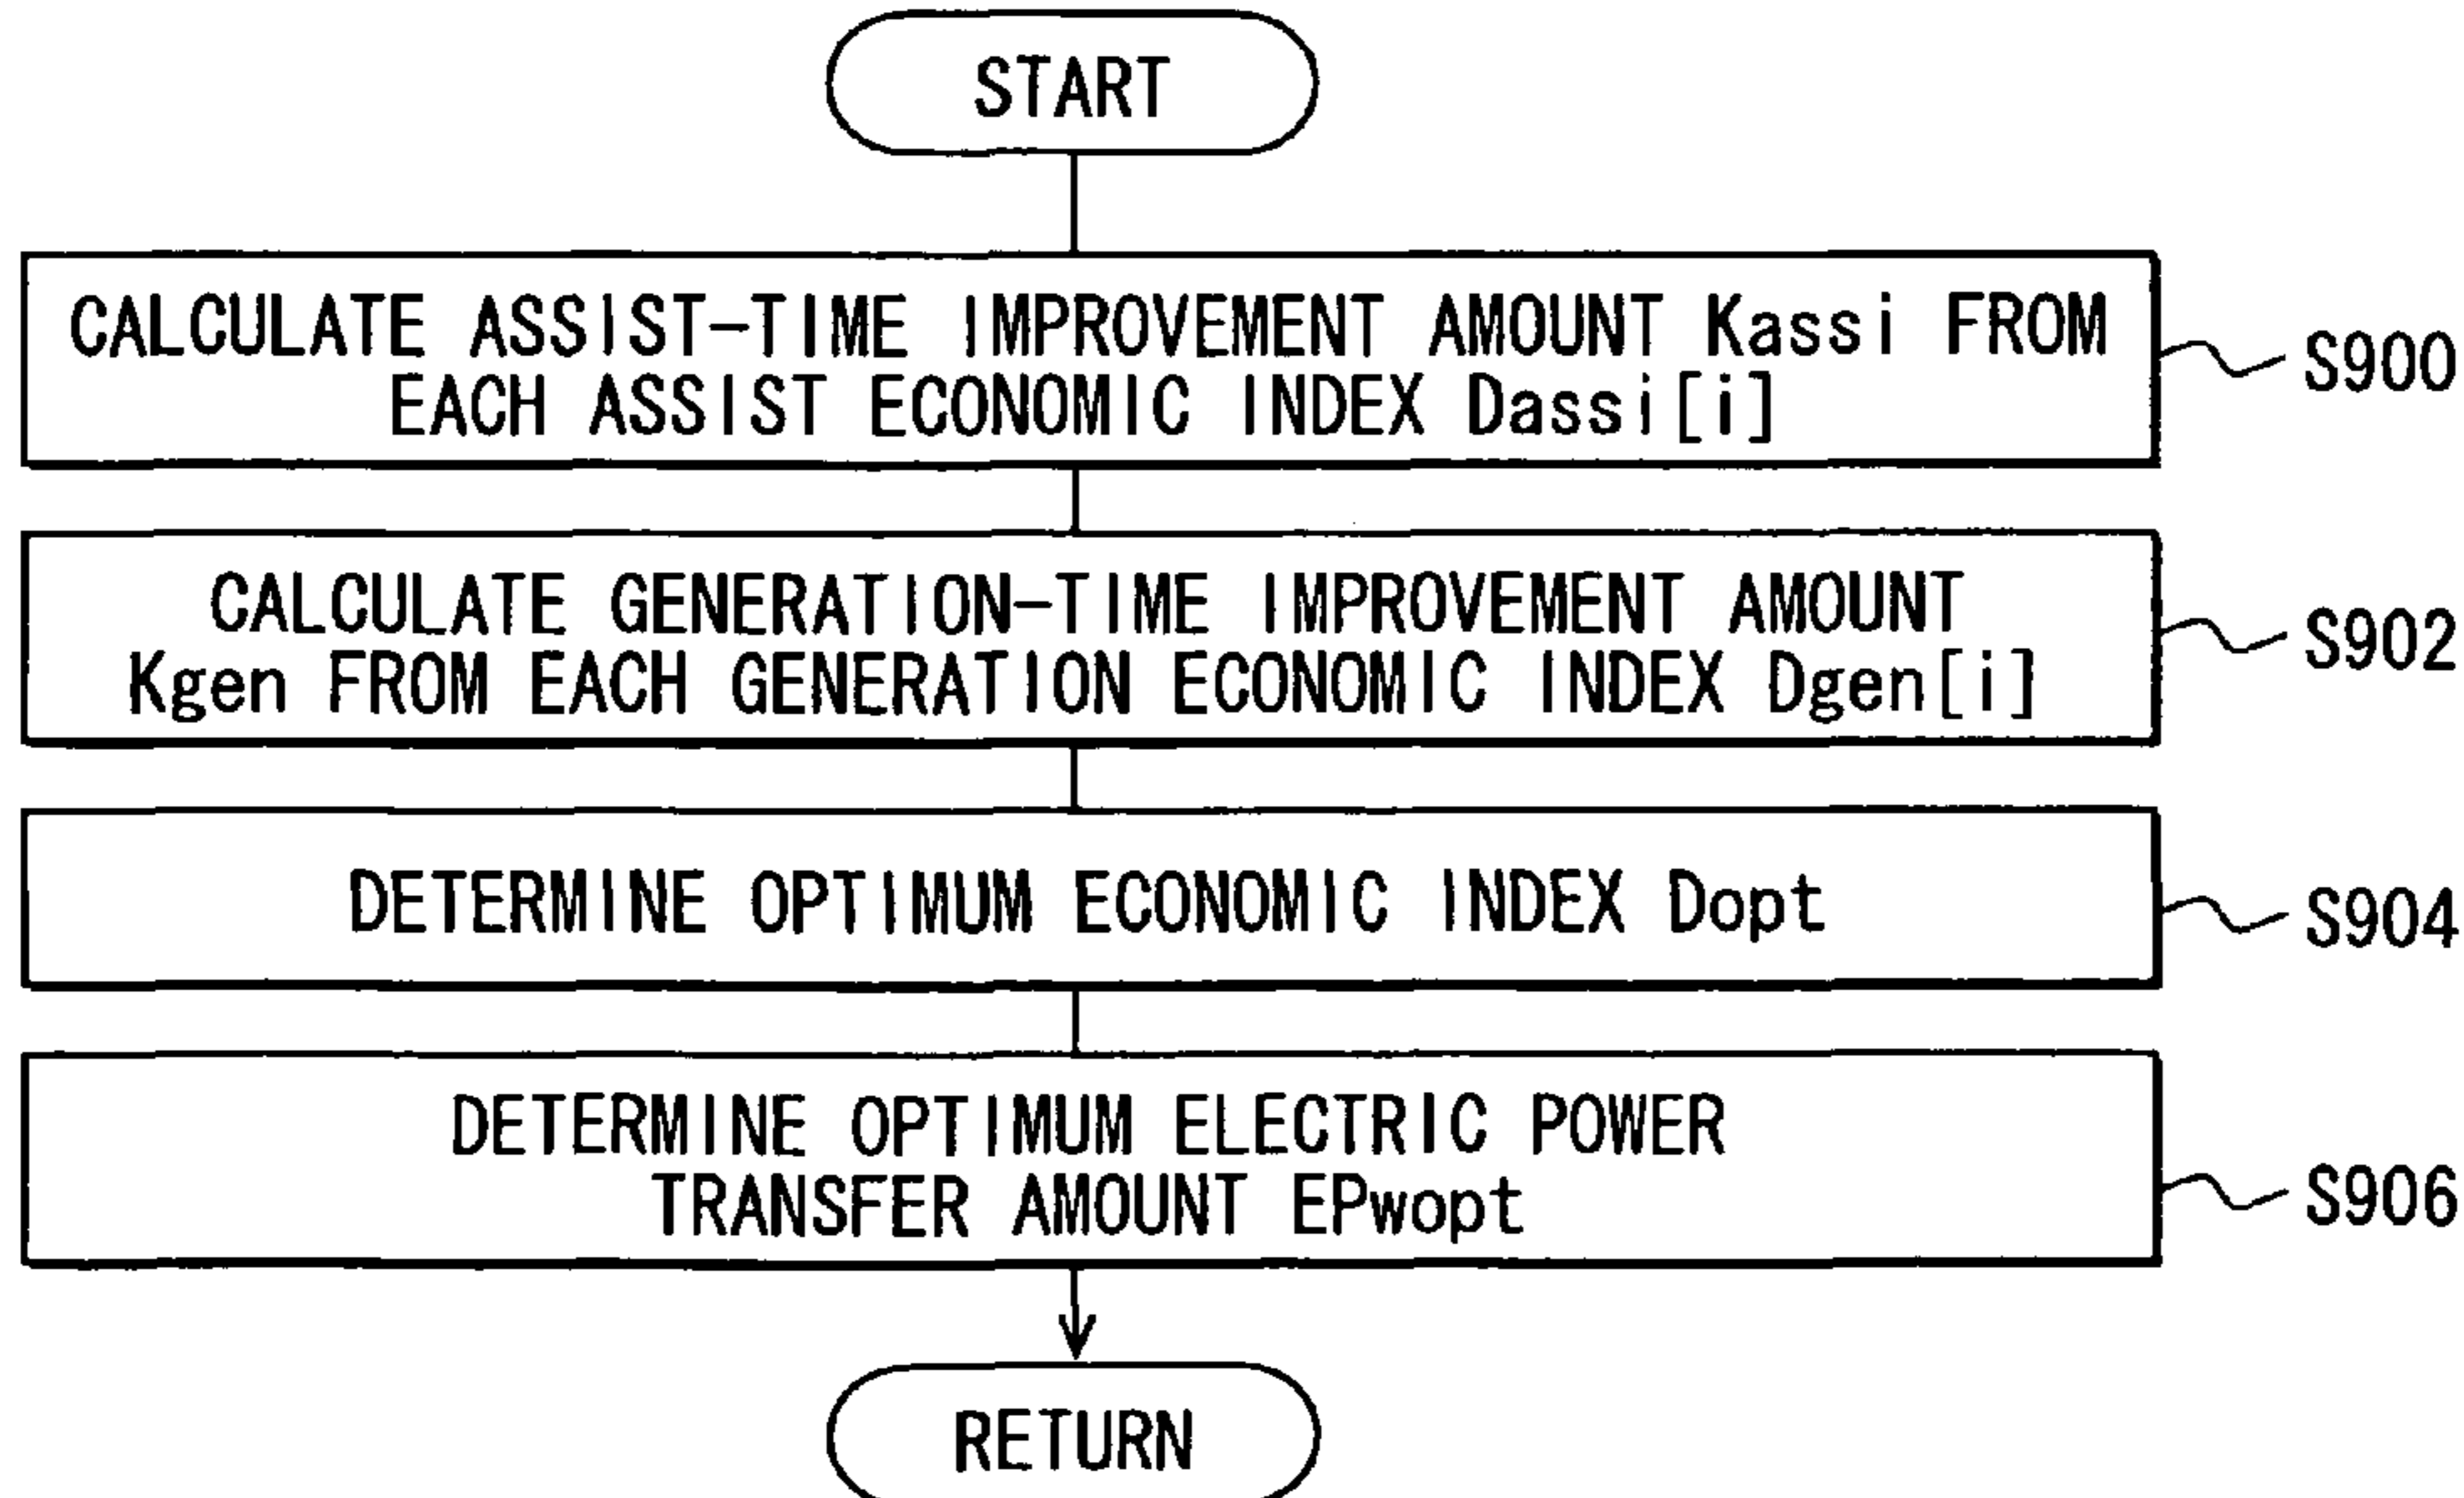 START
CALCULATE ASSIST-TIME IMPROVEMENT AMOUNT Kassi FROM
EACH ASSIST ECONOMIC INDEX Dassi[i]
S900
CALCULATE GENERATION-TIME IMPROVEMENT AMOUNT
Kgen FROM EACH GENERATION ECONOMIC INDEX Dgen[i]
S902
DETERMINE OPTIMUM ECONOMIC INDEX Dopt
S904
DETERMINE OPTIMUM ELECTRIC POWER
TRANSFER AMOUNT EPwopt
S906
RETURN